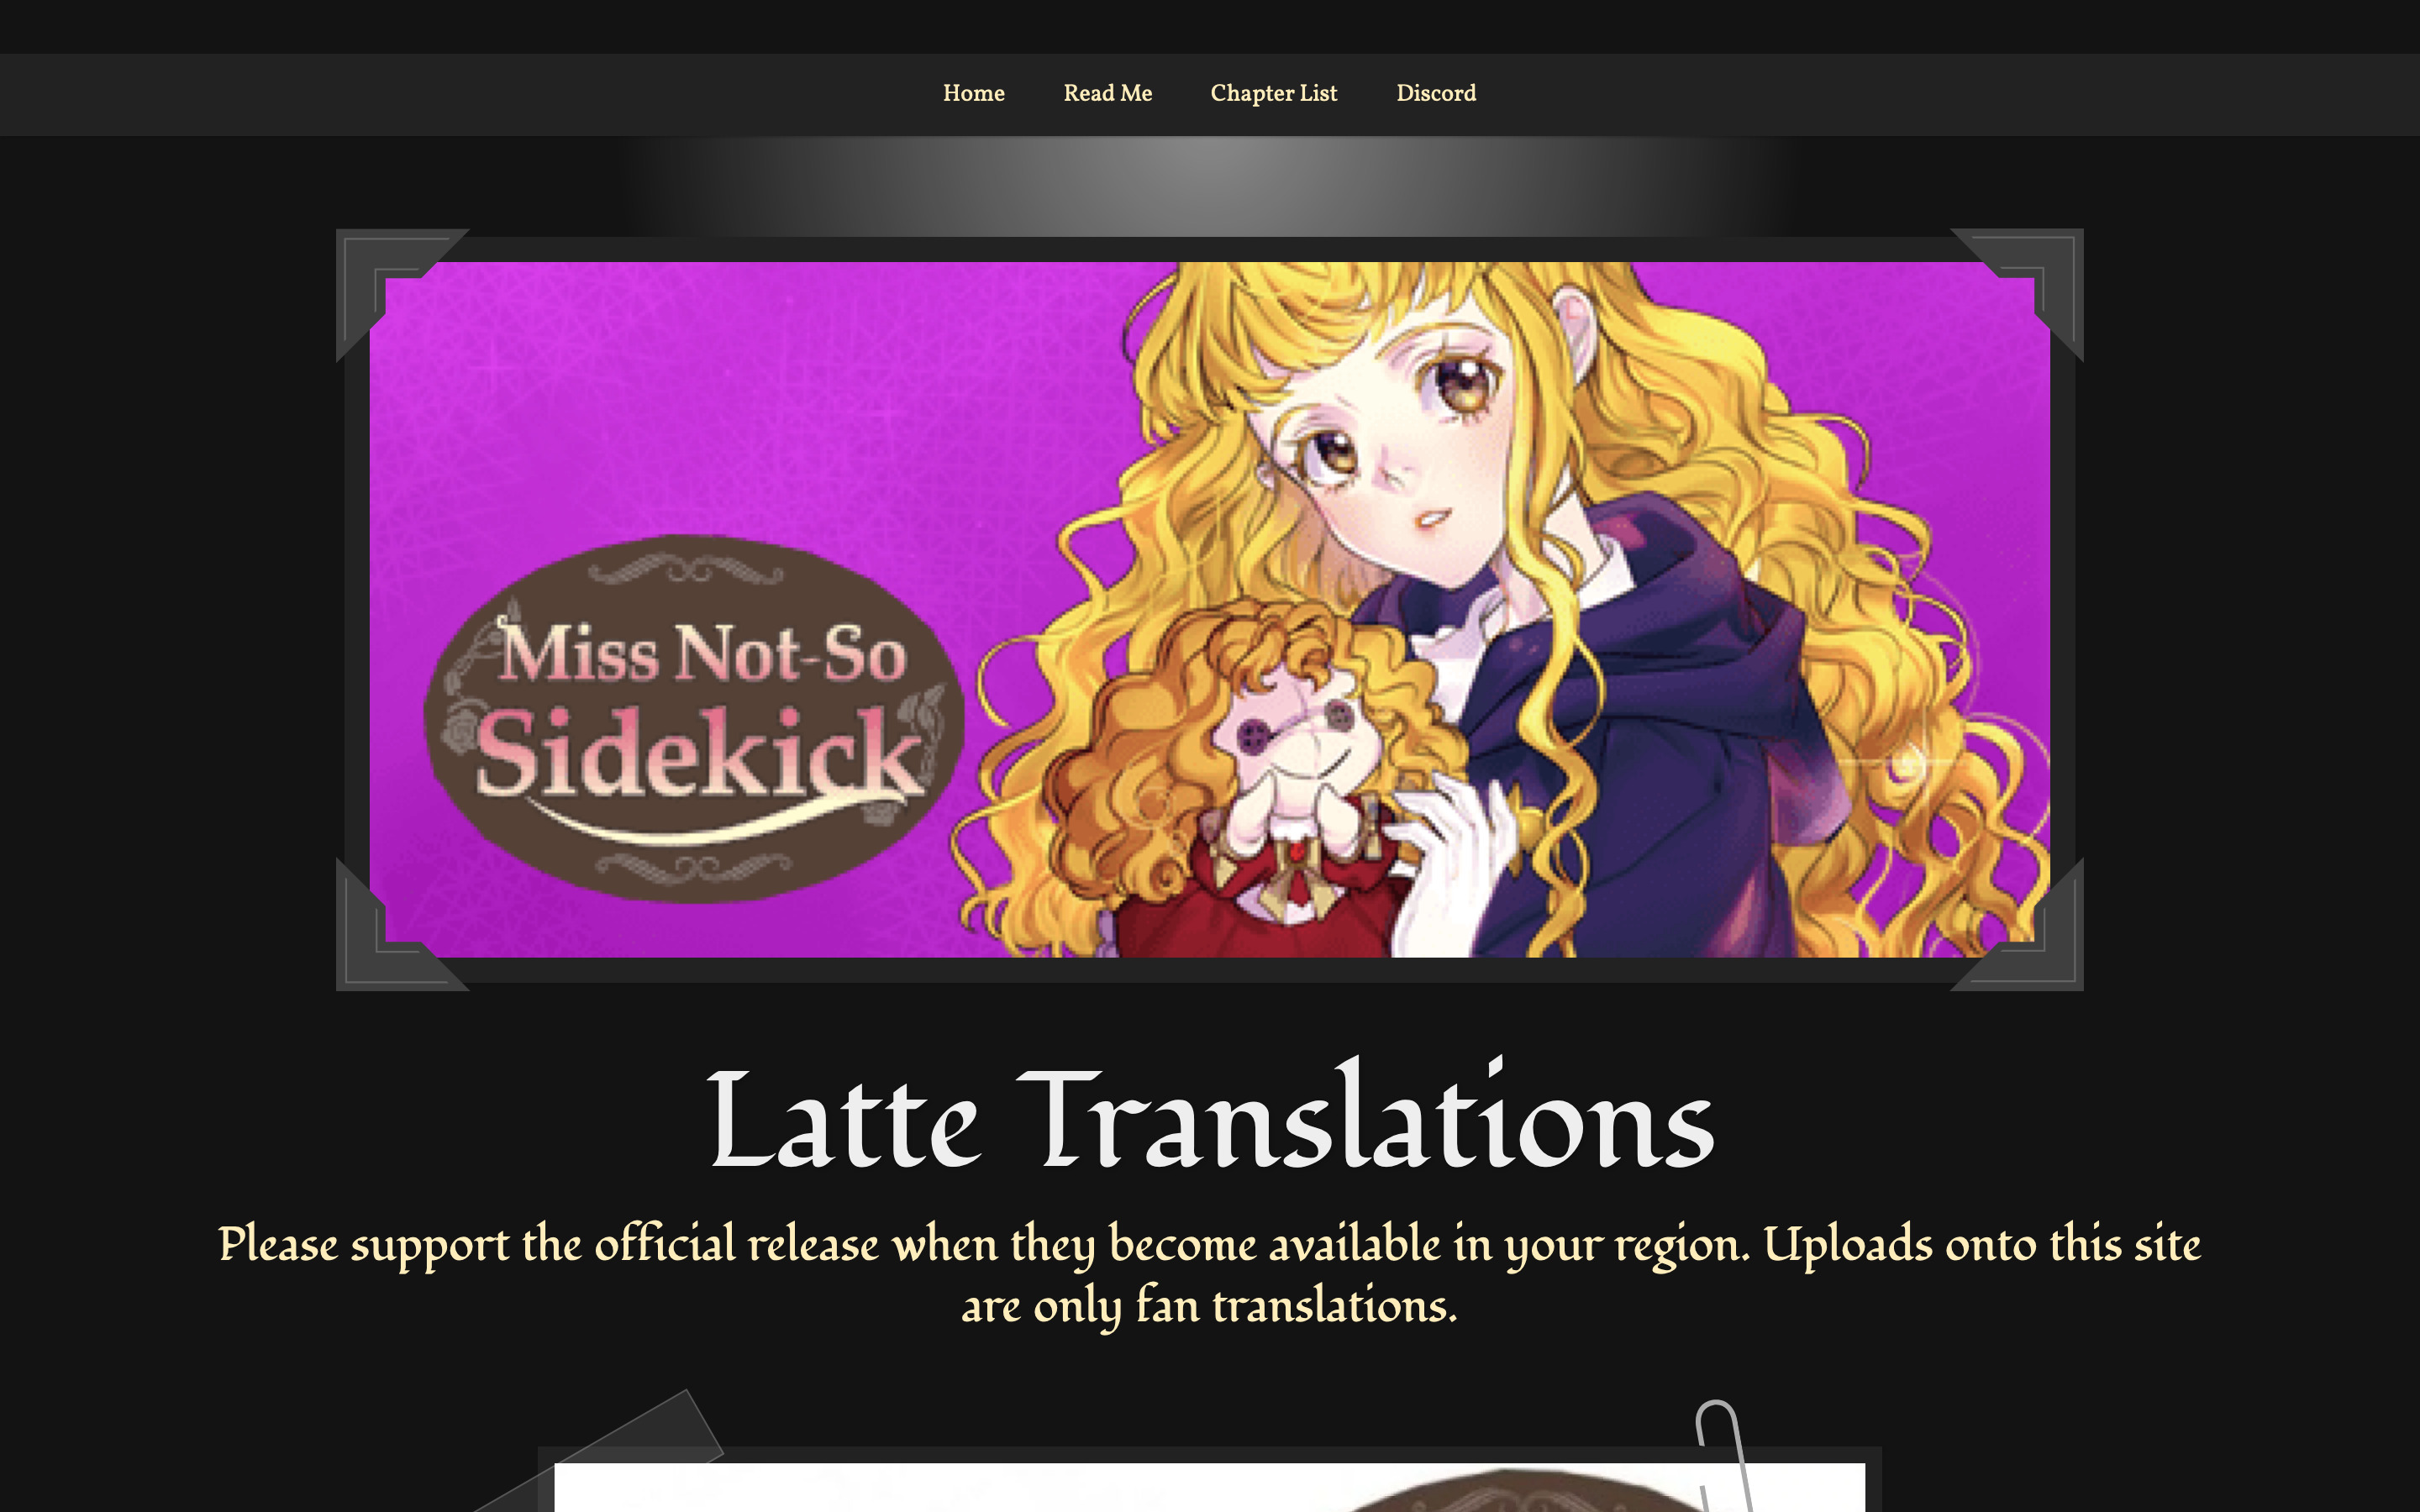 Home Read Me Chapter List Discord
Miss Not-So
Sidekick
Latte Translations
Please support the official release when they become available in your region. Uploads onto this site
are only fan translations.